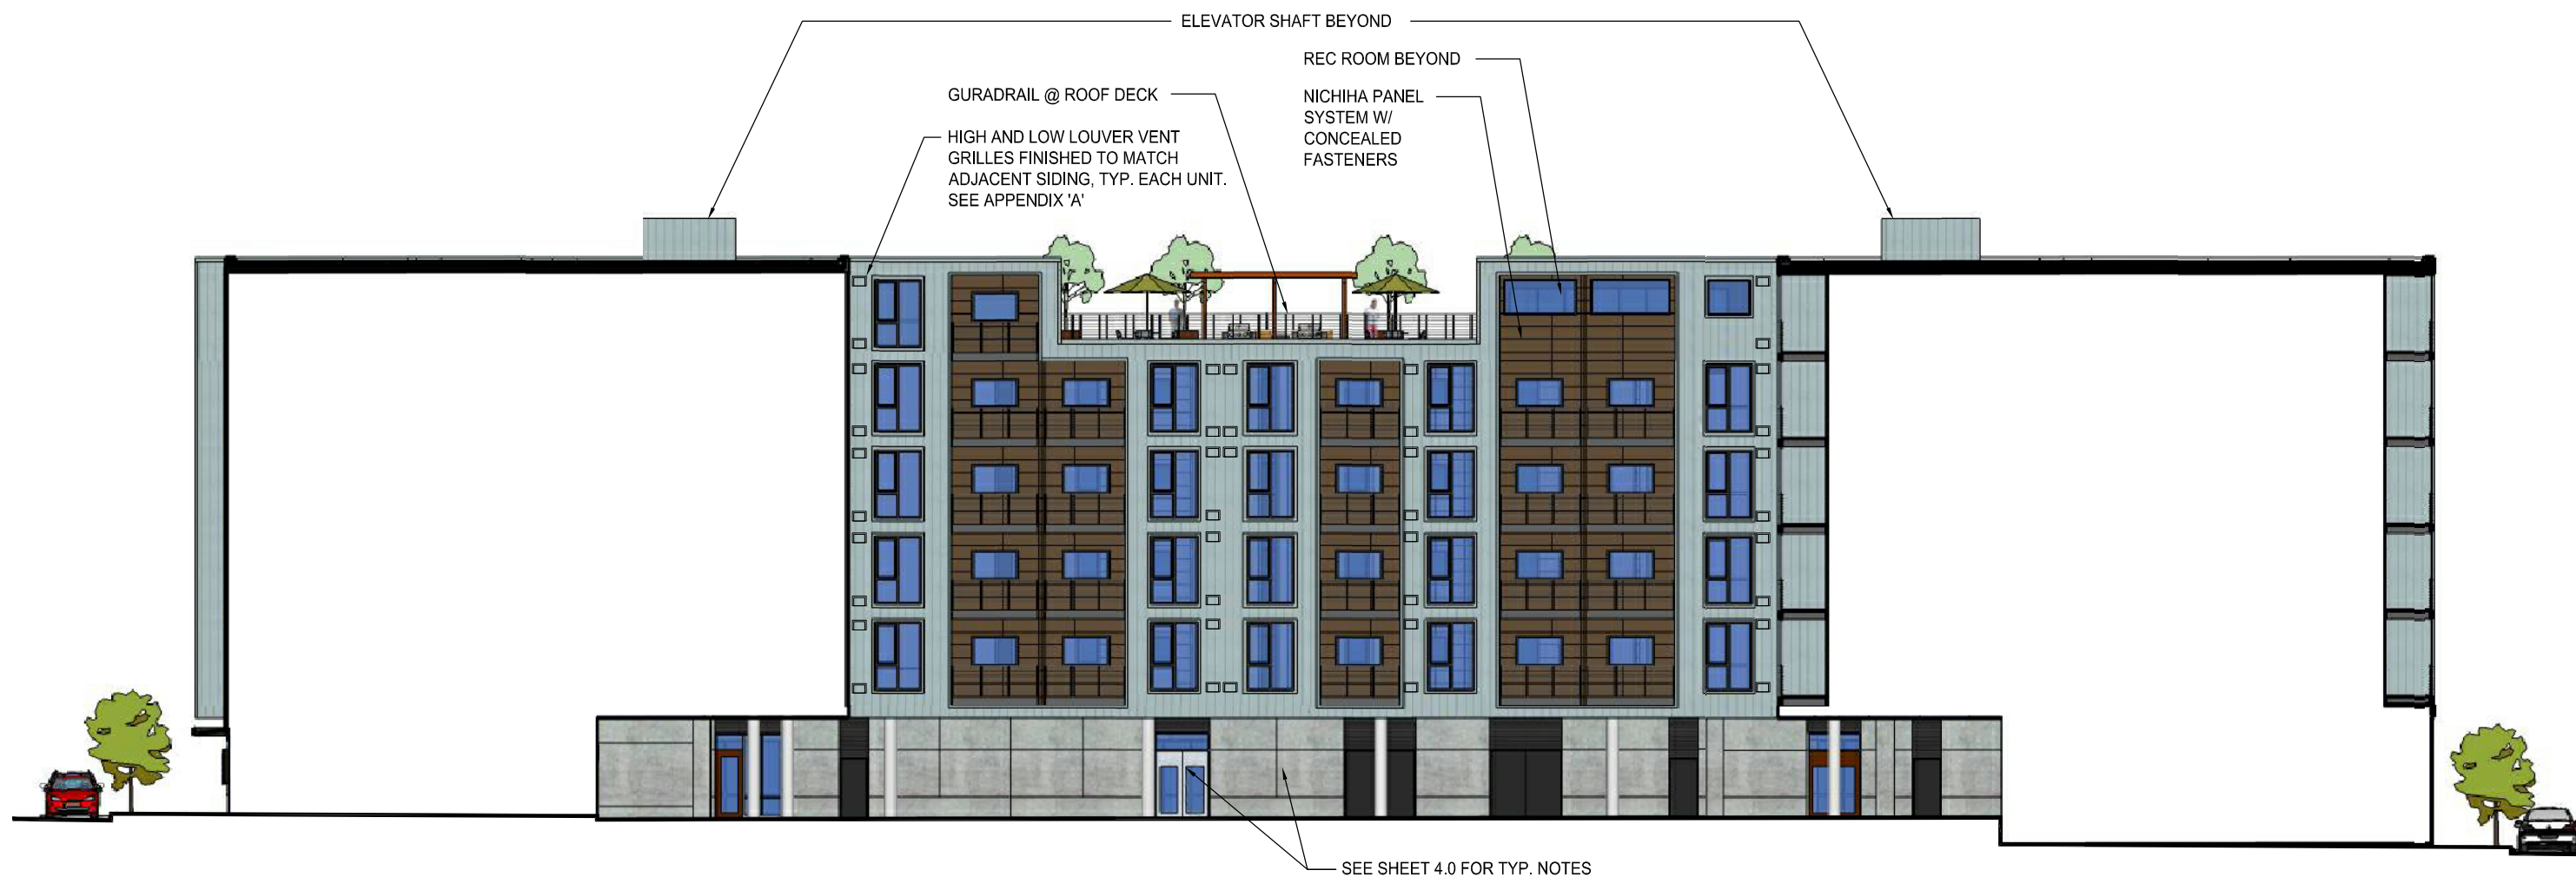 ELEVATOR SHAFT BEYOND
REC ROOM BEYOND
GURADRAIL @ ROOF DECK
NICHIHA PANEL
SYSTEM W/
CONCEALED
FASTENERS
HIGH AND LOW LOUVER VENT
GRILLES FINISHED TO MATCH
ADJACENT SIDING, TYP. EACH UNIT.
SEE APPENDIX 'A'
SEE SHEET 4.0 FOR TYP. NOTES